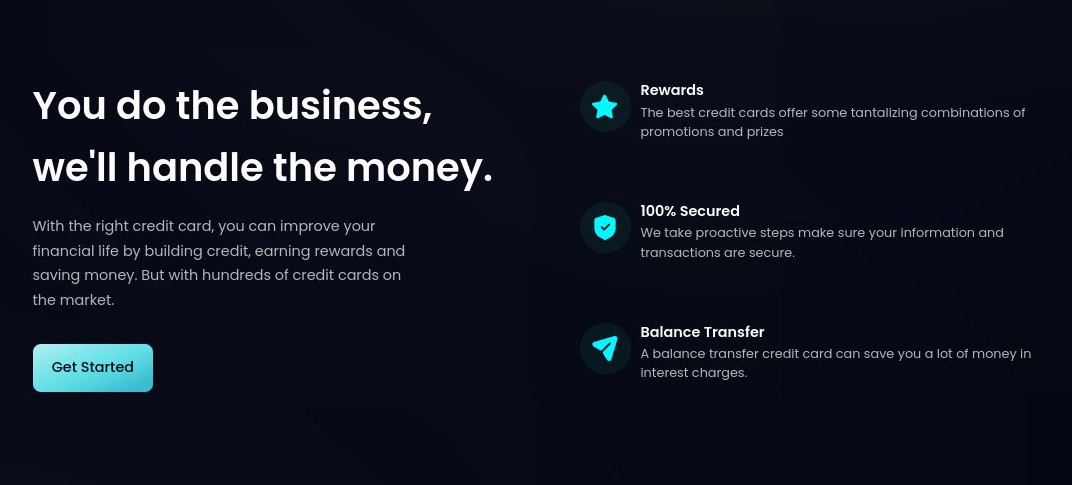 You do the business,
we'll handle the money.
With the right credit card, you can improve your
financial life by building credit, earning rewards and
saving money. But with hundreds of credit cards on
the market.
Get Started
Rewards
The best credit cards offer some tantalizing combinations of
promotions and prizes
100% Secured
We take proactive steps make sure your information and
transactions are secure.
Balance Transfer
A balance transfer credit card can save you a lot of money in
interest charges.